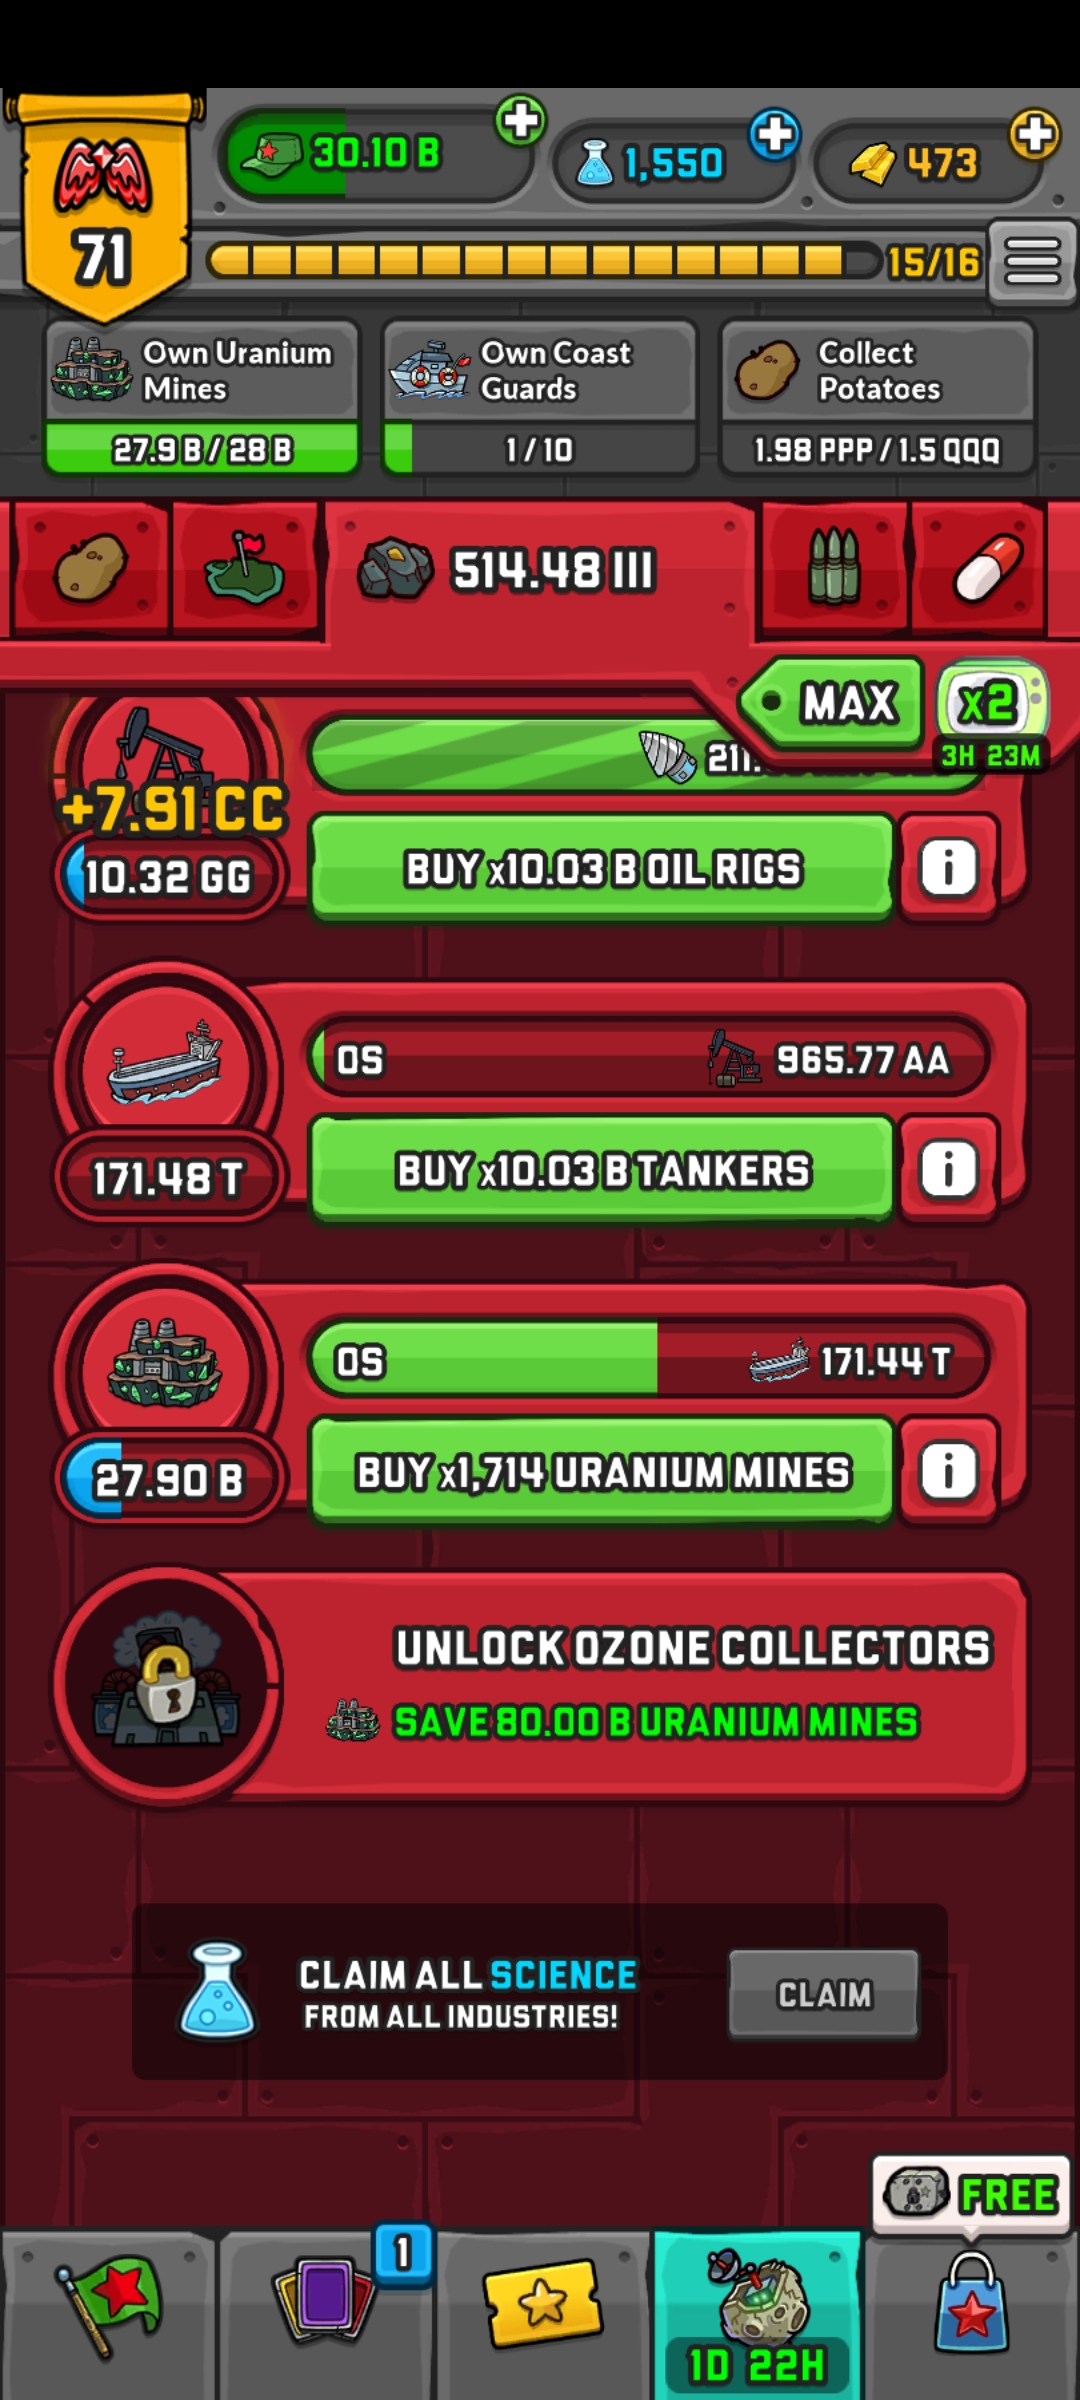 30.10 B
1,550
473
71
15/16
Own Uranium
Mines
27.9 B / 28 B
Own Coast
Guards
1 / 10
Collect
Potatoes
1.98 PPP / 1.5 QQQ
514.48 III
MAX
x2
3H 23M
211.
+7.91 CC
10.32 GG
BUY x10.03 B OIL RIGS
i
0S
965.77 AA
171.48 T
BUY x10.03 B TANKERS
i
0S
171.44 T
27.90 B
BUY x1,714 URANIUM MINES
i
UNLOCK OZONE COLLECTORS
SAVE 80.00 B URANIUM MINES
CLAIM ALL SCIENCE
FROM ALL INDUSTRIES!
CLAIM
FREE
1
1D 22H